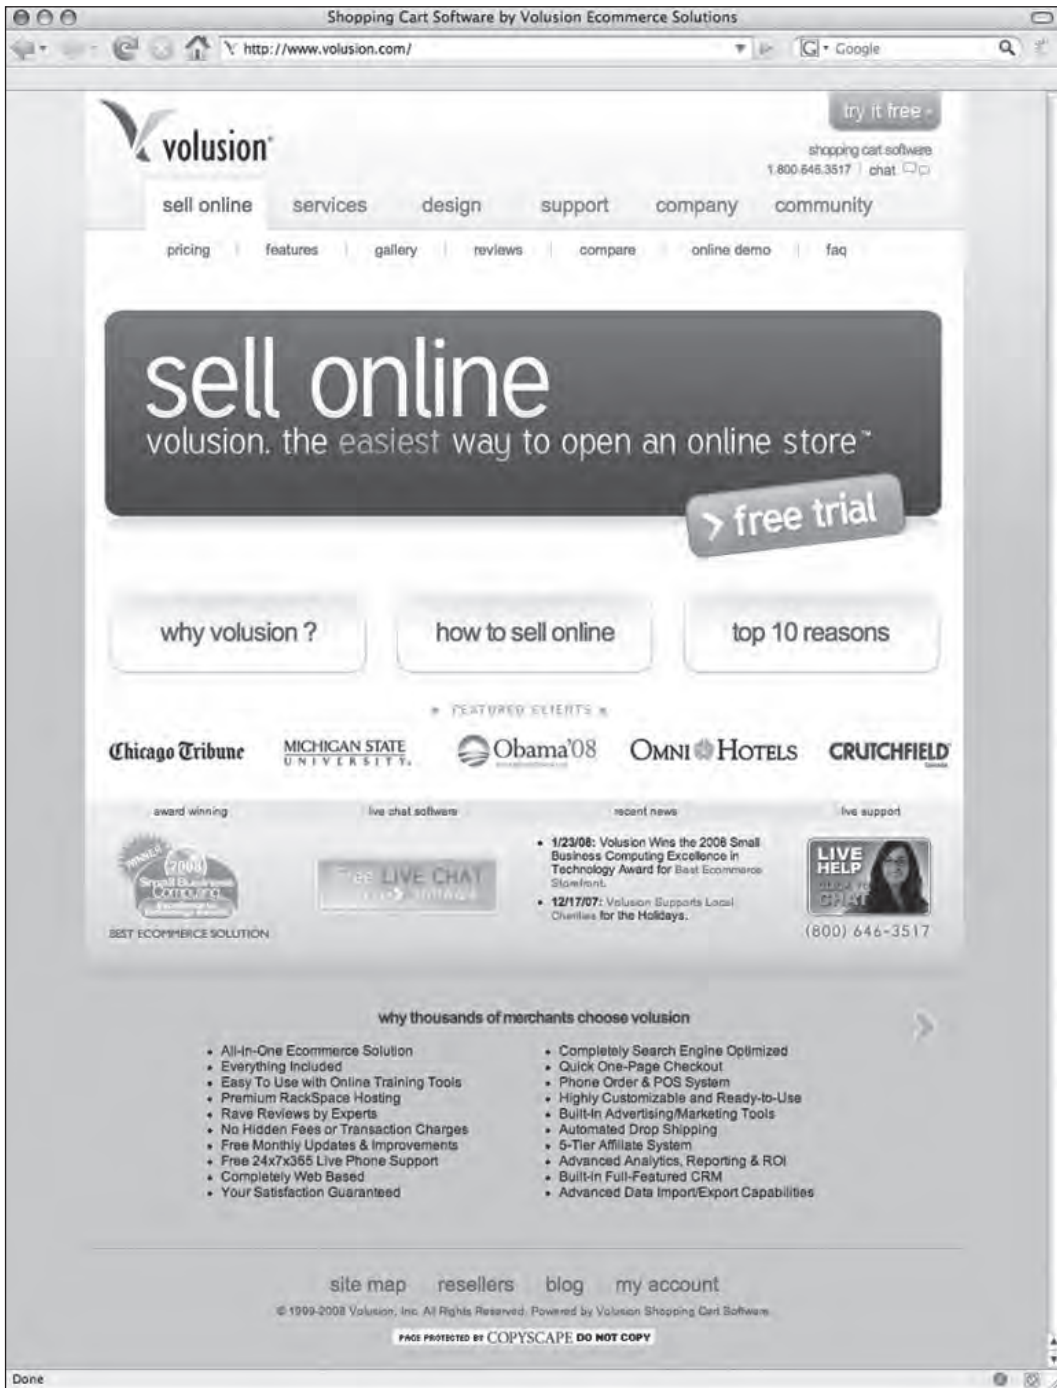 Shopping Cart Software by Volusion Ecommerce Solutions
http://www.volusion.com/
G Google
volusion
try it free
shopping cart software
1.800.646.3517 | chat
sell online services design support company community
pricing | features | gallery | reviews | compare | online demo | faq
sell online
volusion. the easiest way to open an online store™
> free trial
why volusion ?
how to sell online
top 10 reasons
FEATURED CLIENTS
Chicago Tribune
MICHIGAN STATE
UNIVERSITY
Obama'08
OMNI HOTELS
CRUTCHFIELD
award winning
live chat software
recent news
live support
WINNER
(2008)
Small Business
Computing
BEST ECOMMERCE SOLUTION
Free LIVE CHAT
• 1/23/08: Volusion Wins the 2008 Small
Business Computing Excellence in
Technology Award for Best Ecommerce
Storefront.
• 12/17/07: Volusion Supports Local
Charities for the Holidays.
LIVE
HELP
CHAT
(800) 646-3517
why thousands of merchants choose volusion
• All-In-One Ecommerce Solution
• Everything Included
• Easy To Use with Online Training Tools
• Premium RackSpace Hosting
• Rave Reviews by Experts
• No Hidden Fees or Transaction Charges
• Free Monthly Updates & Improvements
• Free 24x7x365 Live Phone Support
• Completely Web Based
• Your Satisfaction Guaranteed
• Completely Search Engine Optimized
• Quick One-Page Checkout
• Phone Order & POS System
• Highly Customizable and Ready-to-Use
• Built-In Advertising/Marketing Tools
• Automated Drop Shipping
• 5-Tier Affiliate System
• Advanced Analytics, Reporting & ROI
• Built-in Full-Featured CRM
• Advanced Data Import/Export Capabilities
site map resellers blog my account
© 1999-2008 Volusion, Inc. All Rights Reserved. Powered by Volusion Shopping Cart Software
PAGE PROTECTED BY COPYSCAPE DO NOT COPY
Done